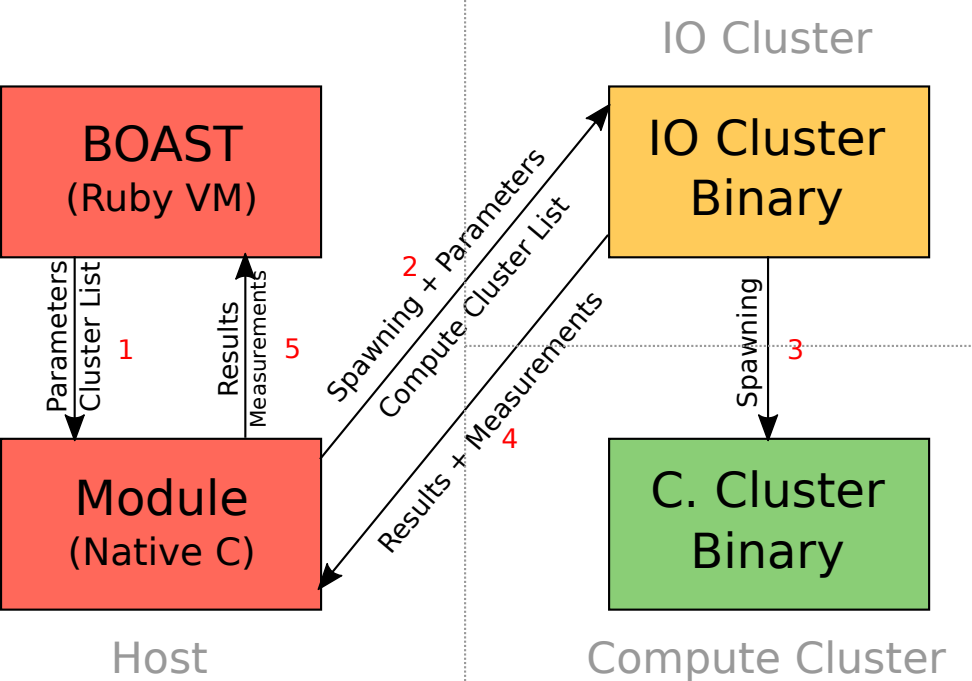 IO Cluster
BOAST
(Ruby VM)
IO Cluster
Binary
Parameters
Cluster List
1
Results
Measurements
5
2
Spawning + Parameters
Compute Cluster List
Results + Measurements
4
Spawning
3
Module
(Native C)
C. Cluster
Binary
Host
Compute Cluster